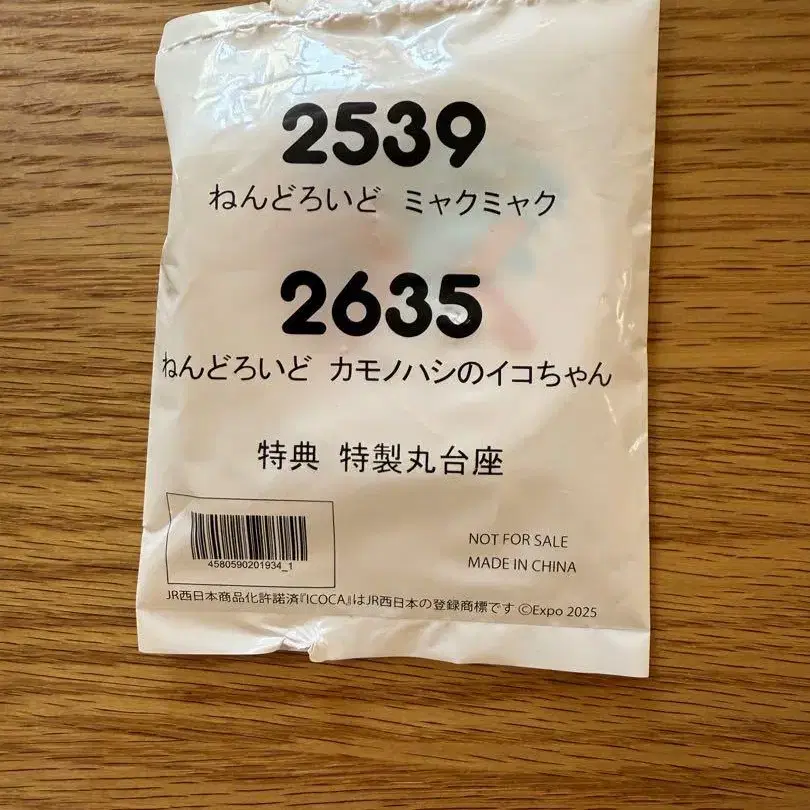 2539
ねんどろいど ミャクミャク
2635
ねんどろいど カモノハシのイコちゃん
特典 特製丸台座
4580590201934_1
NOT FOR SALE
MADE IN CHINA
JR西日本商品化許諾済『ICOCA』はJR西日本の登録商標です ©Expo 2025